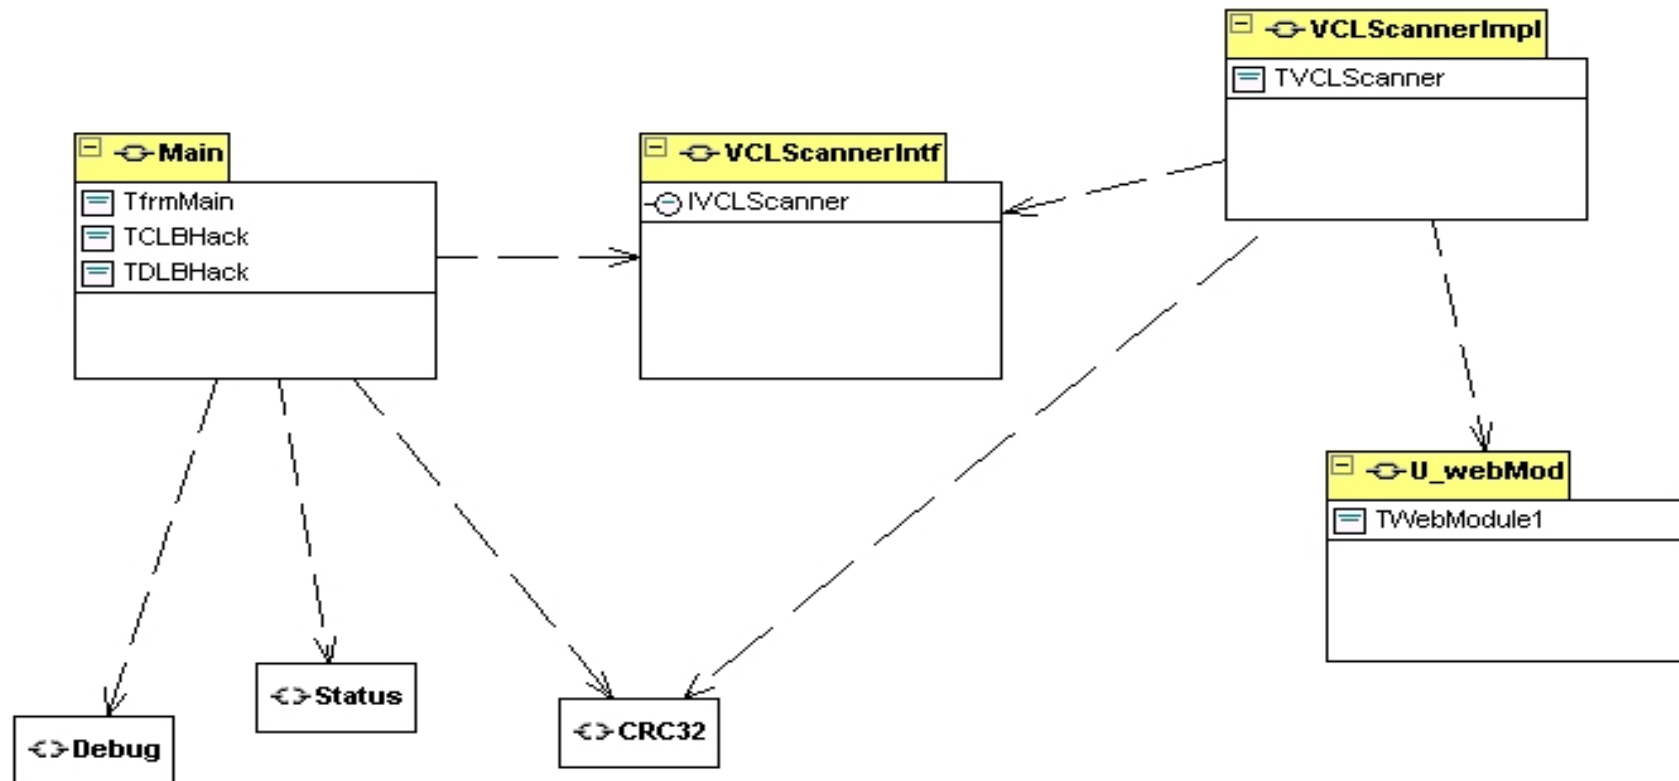 VCLScannerImpl
TVCLScanner
Main
TfrmMain
TCLBHack
TDLBHack
VCLScannerIntf
IVCLScanner
U_webMod
TWebModule1
Status
CRC32
Debug